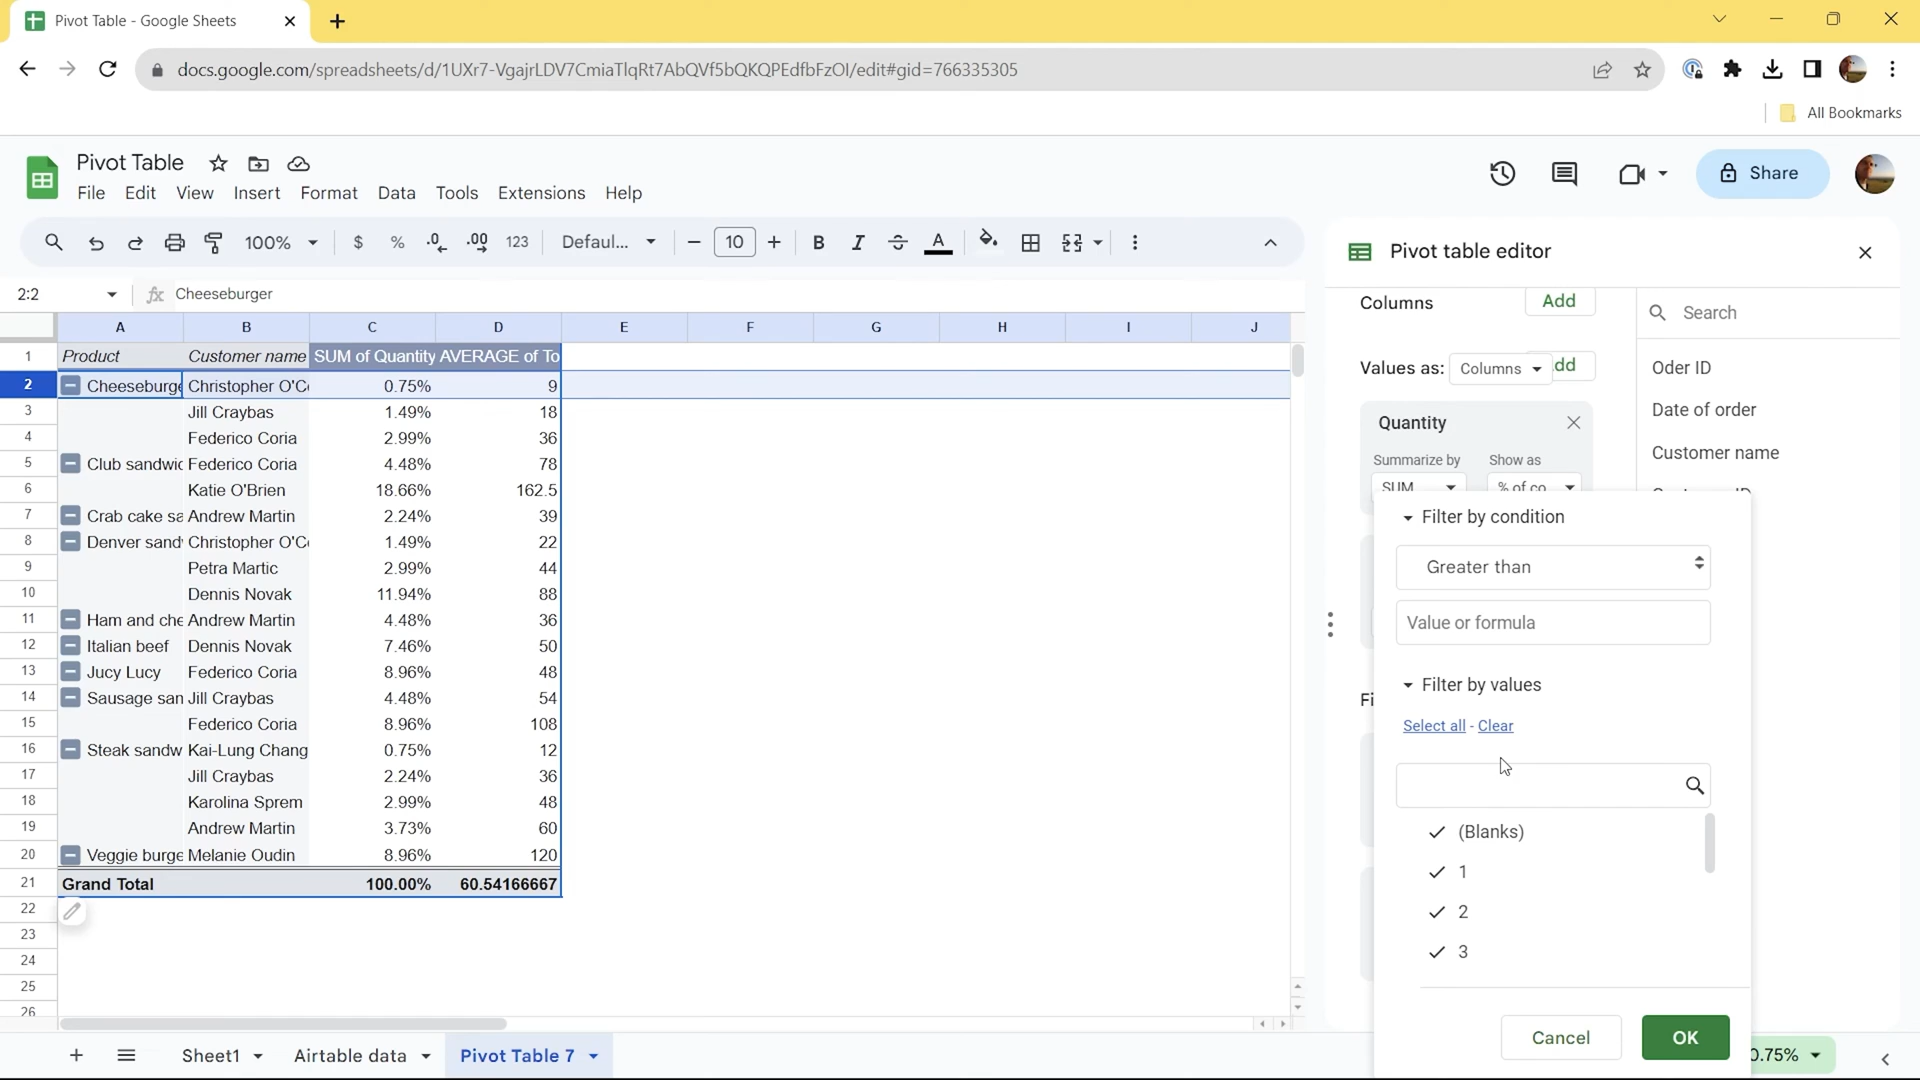 Pivot Table - Google Sheets
docs.google.com/spreadsheets/d/1UXr7-VgajrLDV7CmiaTlqRt7AbQVf5bQKQPEdfbFzOI/edit#gid=766335305
All Bookmarks
Pivot Table
File Edit View Insert Format Data Tools Extensions Help
Share
100% $ % .0 .00 123 Defaul... 10 B I A
2:2 fx Cheeseburger
A B C D E F G H I J
1 Product Customer name SUM of Quantity AVERAGE of To
2 Cheeseburge Christopher O'C 0.75% 9
3 Jill Craybas 1.49% 18
4 Federico Coria 2.99% 36
5 Club sandwic Federico Coria 4.48% 78
6 Katie O'Brien 18.66% 162.5
7 Crab cake sa Andrew Martin 2.24% 39
8 Denver sand Christopher O'C 1.49% 22
9 Petra Martic 2.99% 44
10 Dennis Novak 11.94% 88
11 Ham and che Andrew Martin 4.48% 36
12 Italian beef Dennis Novak 7.46% 50
13 Jucy Lucy Federico Coria 8.96% 48
14 Sausage san Jill Craybas 4.48% 54
15 Federico Coria 8.96% 108
16 Steak sandw Kai-Lung Chang 0.75% 12
17 Jill Craybas 2.24% 36
18 Karolina Sprem 2.99% 48
19 Andrew Martin 3.73% 60
20 Veggie burge Melanie Oudin 8.96% 120
21 Grand Total 100.00% 60.54166667
22
23
24
25
26
Pivot table editor
Columns Add
Values as: Columns dd
Quantity
Summarize by Show as
SUM % of co
Fi
Search
Oder ID
Date of order
Customer name
Filter by condition
Greater than
Value or formula
Filter by values
Select all - Clear
(Blanks)
1
2
3
Cancel OK
Sheet1 Airtable data Pivot Table 7
0.75%